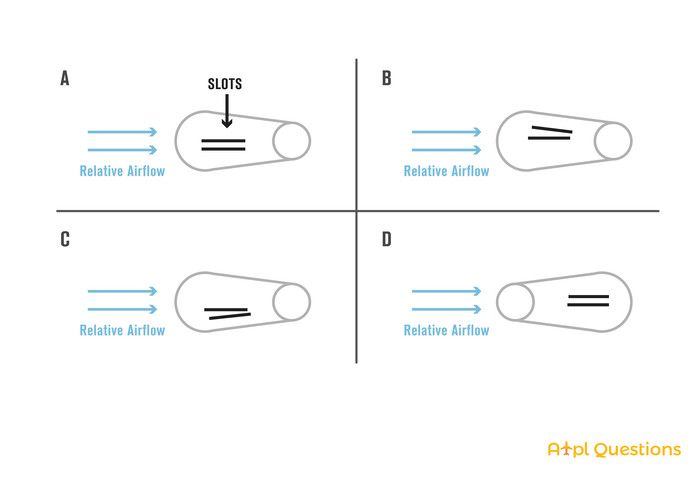 A
SLOTS
Relative Airflow
B
Relative Airflow
C
Relative Airflow
D
Relative Airflow
Atpl Questions